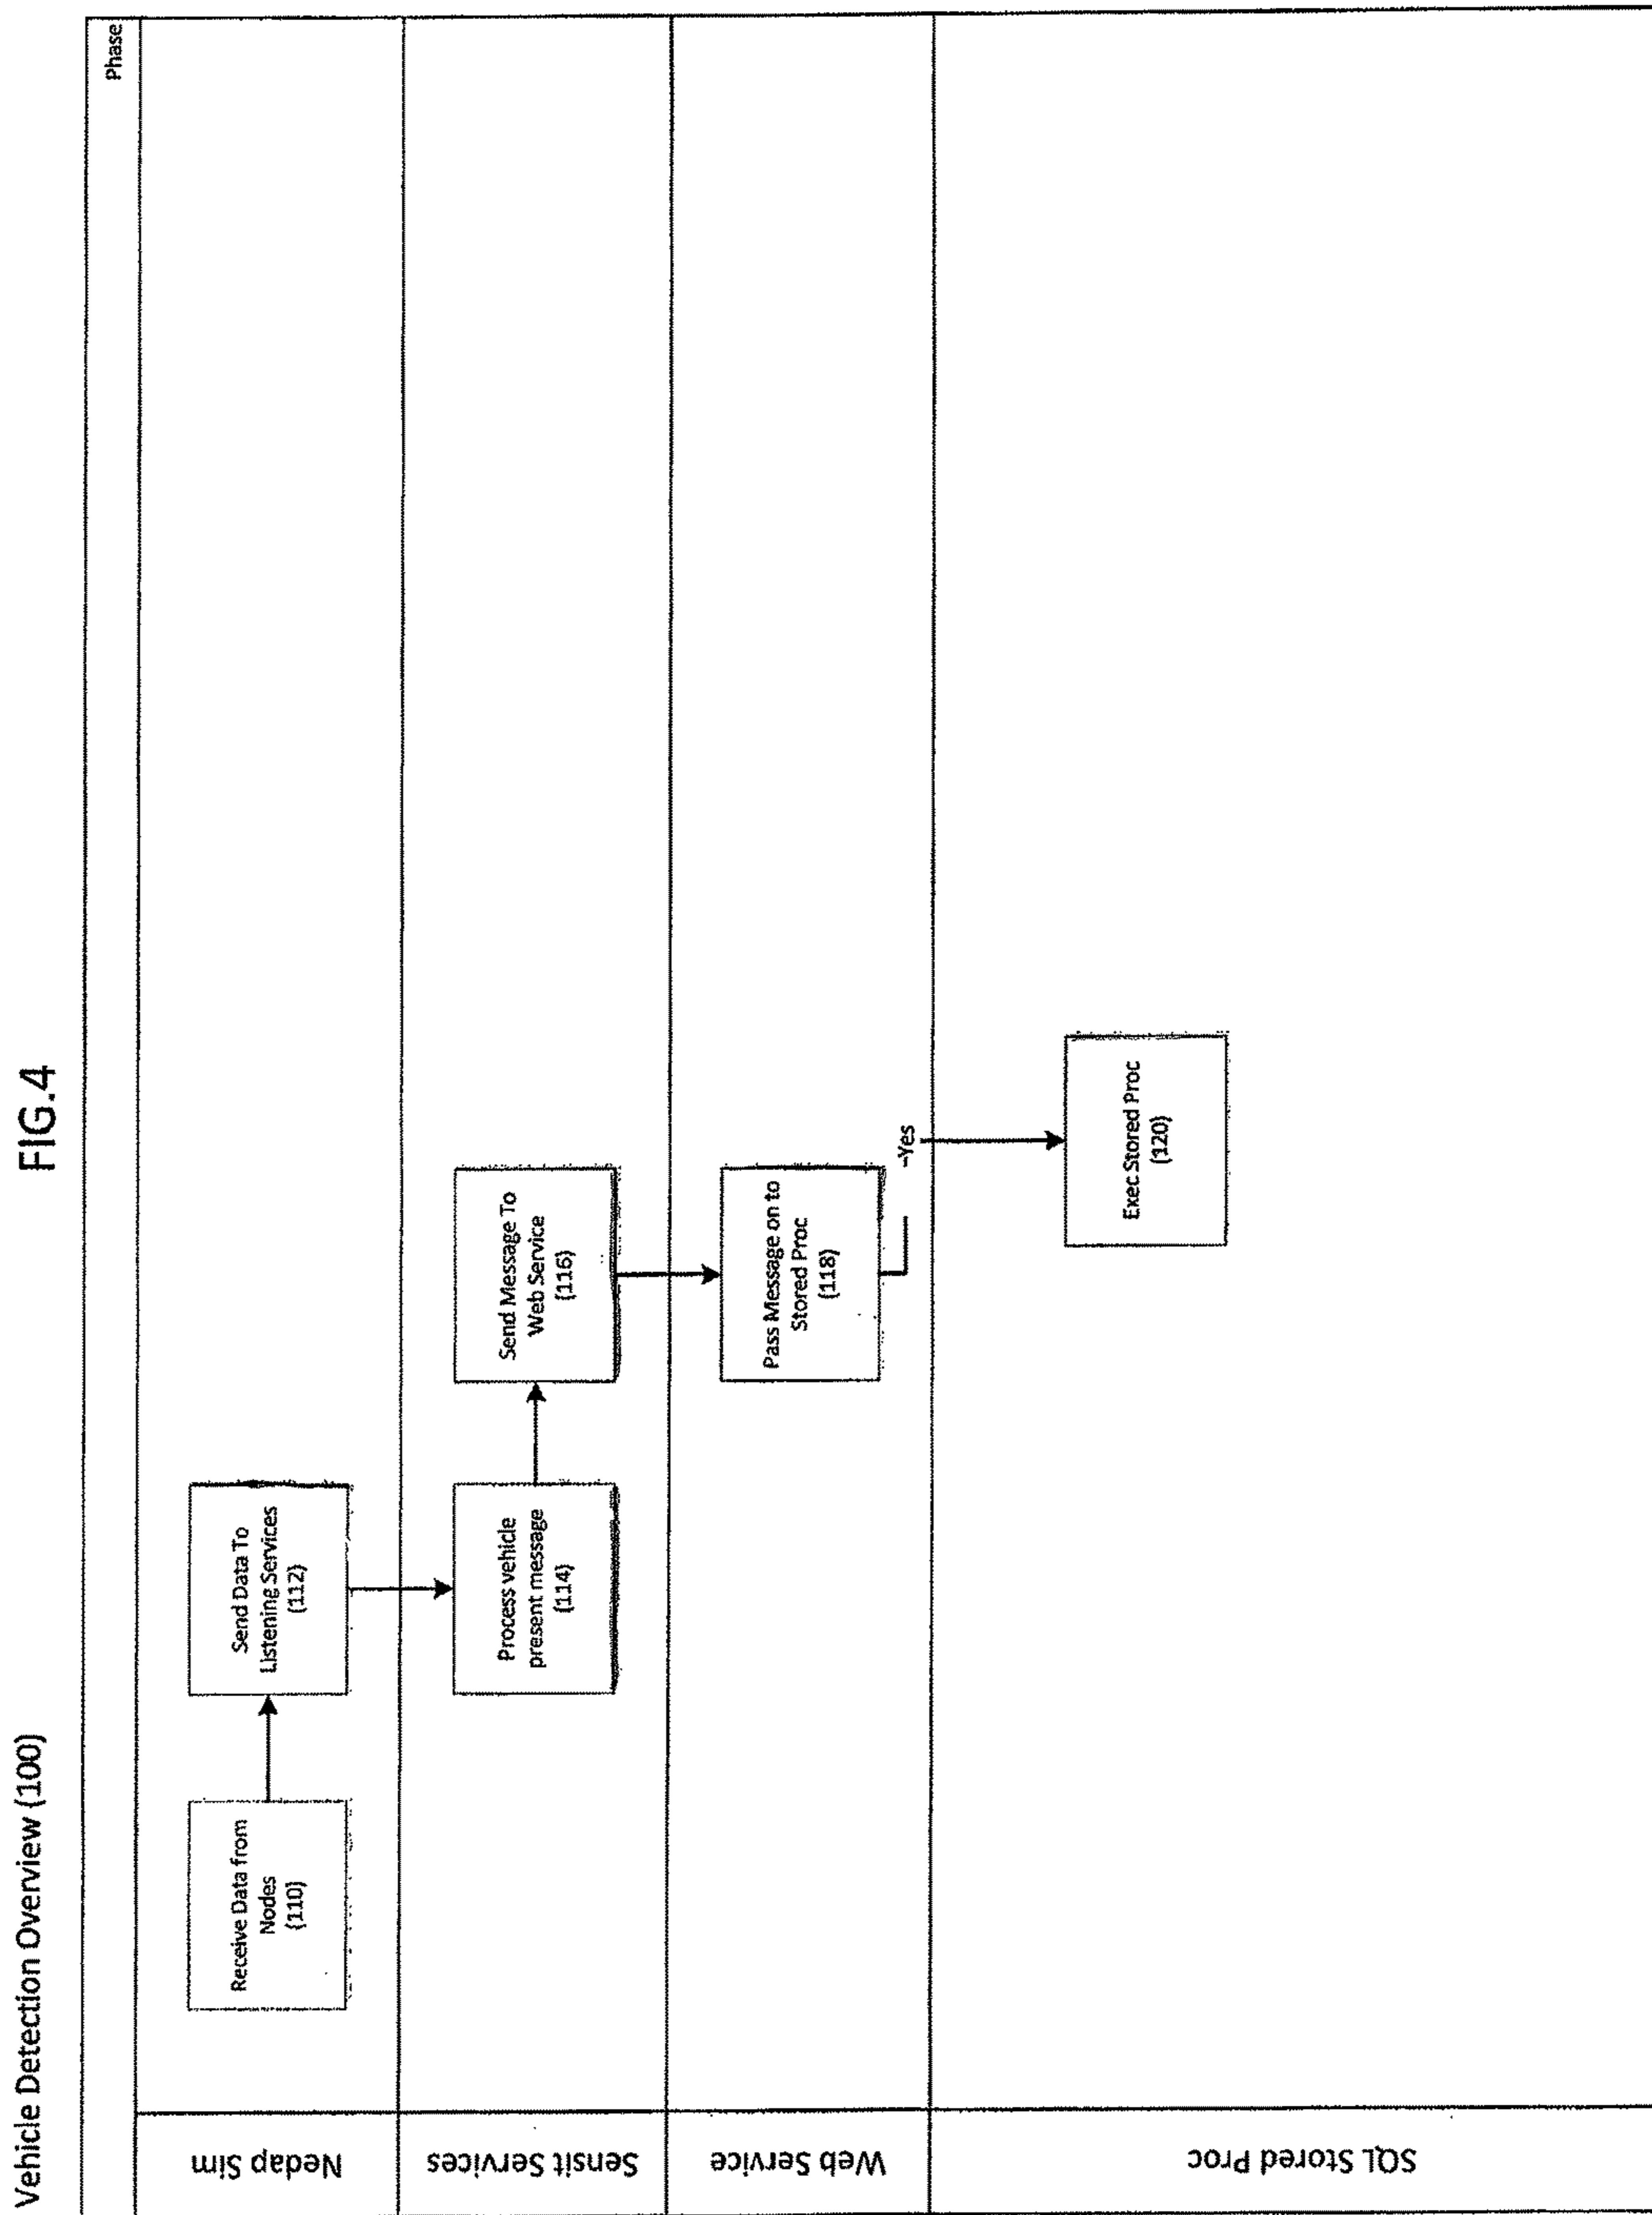 FIG.4
Vehicle Detection Overview (100)
Phase
Nedap Sim
Receive Data from
Nodes
(110)
Send Data To
Listening Services
(112)
Sensit Services
Process vehicle
present message
(114)
Send Message To
Web Service
(116)
Web Service
Pass Message on to
Stored Proc
(118)
–Yes
SQL Stored Proc
Exec Stored Proc
(120)